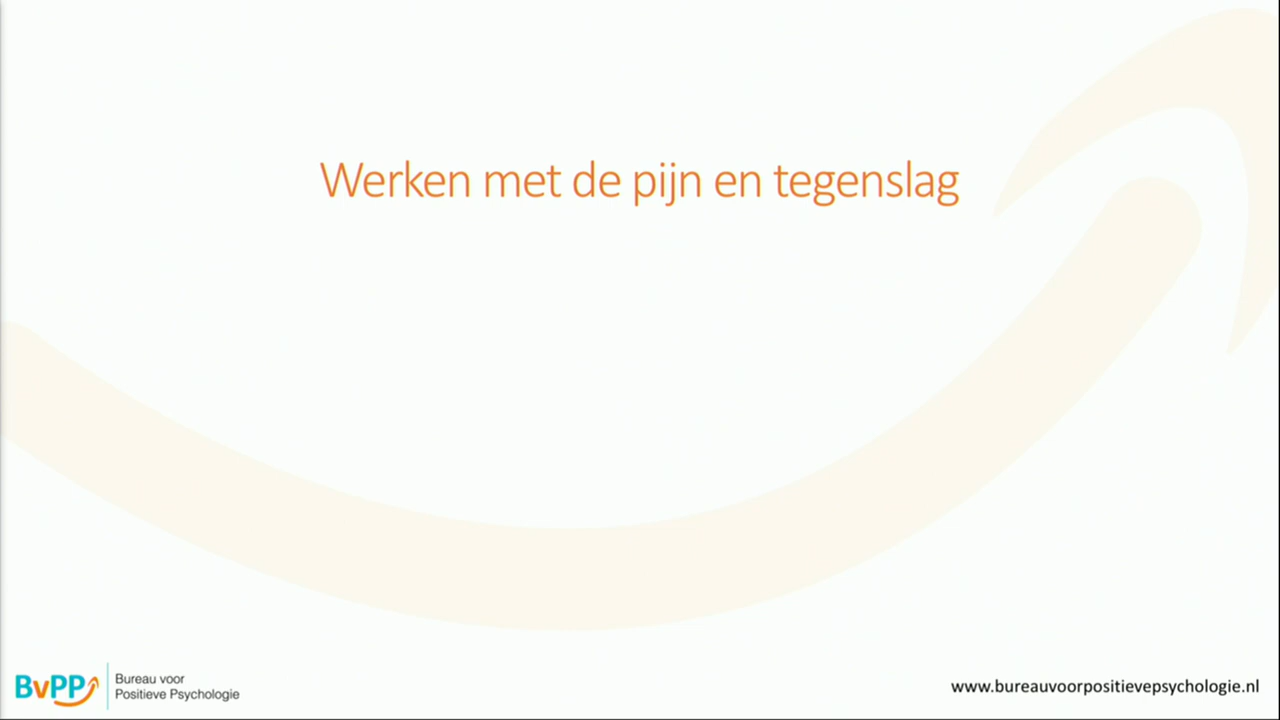 Werken met de pijn en tegenslag
BvPP
Bureau voor
Positieve Psychologie
www.bureauvoorpositievepsychologie.nl